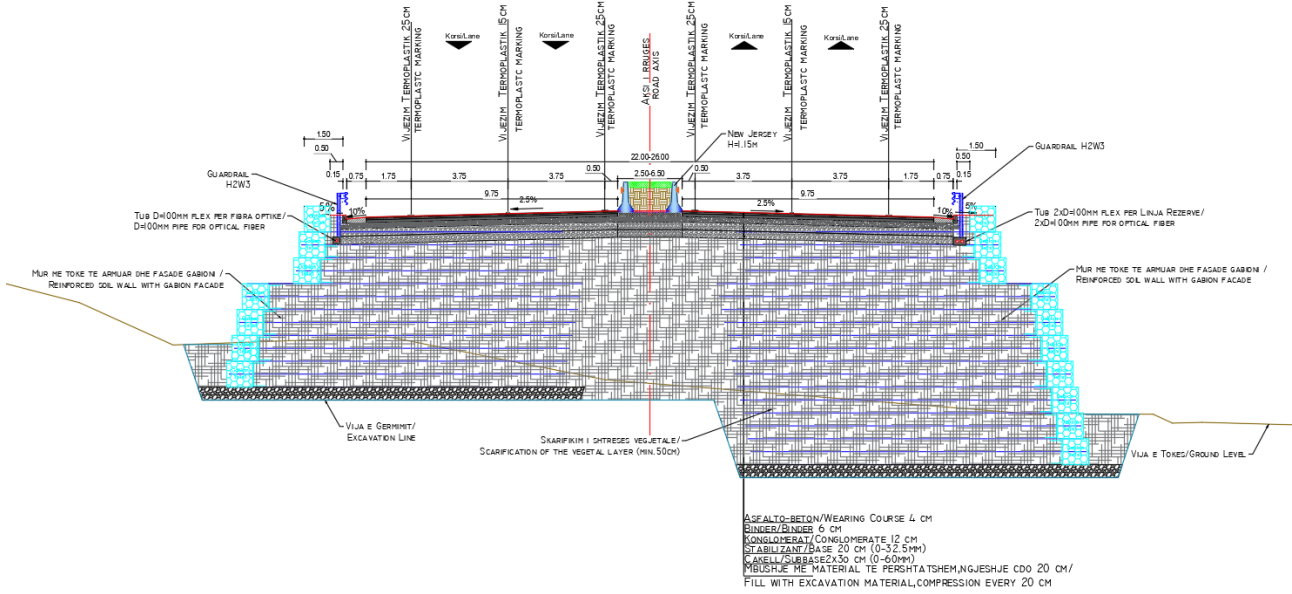 VIJEZIM TERMOPLASTIK 25CM
TERMOPLASTC MARKING
Korsi/Lane
VIJEZIM TERMOPLASTIK 15CM
TERMOPLASTC MARKING
Korsi/Lane
VIJEZIM TERMOPLASTIK 25CM
TERMOPLASTC MARKING
AKSI I RRUGES
ROAD AXIS
VIJEZIM TERMOPLASTIK 25CM
TERMOPLASTC MARKING
Korsi/Lane
VIJEZIM TERMOPLASTIK 15CM
TERMOPLASTC MARKING
Korsi/Lane
VIJEZIM TERMOPLASTIK 25CM
TERMOPLASTC MARKING
1.50
0.50
0.15
GUARDRAIL
H2W3
NEW JERSEY
H=1.15M
1.50
0.50
0.15
GUARDRAIL H2W3
22.00-26.00
0.50
2.50-6.50
0.50
0.75
1.75
3.75
3.75
3.75
3.75
1.75
0.75
9.75
9.75
2.5%
2.5%
5%
10%
10%
5%
TUB D=100MM FLEX PER FIBRA OPTIKE/
D=100MM PIPE FOR OPTICAL FIBER
TUB 2XD=100MM FLEX PER LINJA REZERVE/
2XD=100MM PIPE FOR OPTICAL FIBER
MUR ME TOKE TE ARMUAR DHE FASADE GABIONI /
REINFORCED SOIL WALL WITH GABION FACADE
MUR ME TOKE TE ARMUAR DHE FASADE GABIONI /
REINFORCED SOIL WALL WITH GABION FACADE
VIJA E GERMIMIT/
EXCAVATION LINE
SKARIFIKIM I SHTRESES VEGJETALE/
SCARIFICATION OF THE VEGETAL LAYER (MIN.50CM)
VIJA E TOKES/GROUND LEVEL
ASFALTO-BETON/WEARING COURSE 4 CM
BINDER/BINDER 6 CM
KONGLOMERAT/CONGLOMERATE 12 CM
STABILIZANT/BASE 20 CM (0-32.5MM)
CAKELL/SUBBASE2X30 CM (0-60MM)
MBUSHJE ME MATERIAL TE PERSHTATSHEM,NGJESHJE CDO 20 CM/
FILL WITH EXCAVATION MATERIAL,COMPRESSION EVERY 20 CM